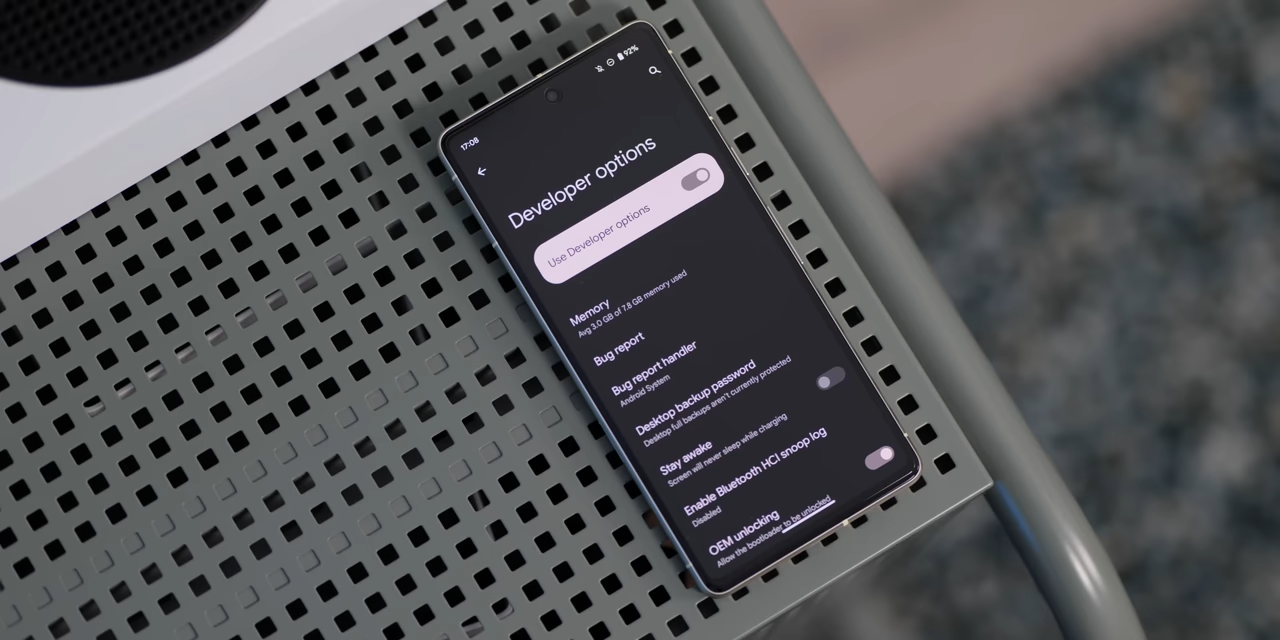 17:08
92%
Developer options
Use Developer options
Memory
Avg 3.0 GB of 7.8 GB memory used
Bug report
Bug report handler
Android System
Desktop backup password
Desktop full backups aren't currently protected
Stay awake
Screen will never sleep while charging
Enable Bluetooth HCI snoop log
Disabled
OEM unlocking
Allow the bootloader to be unlocked